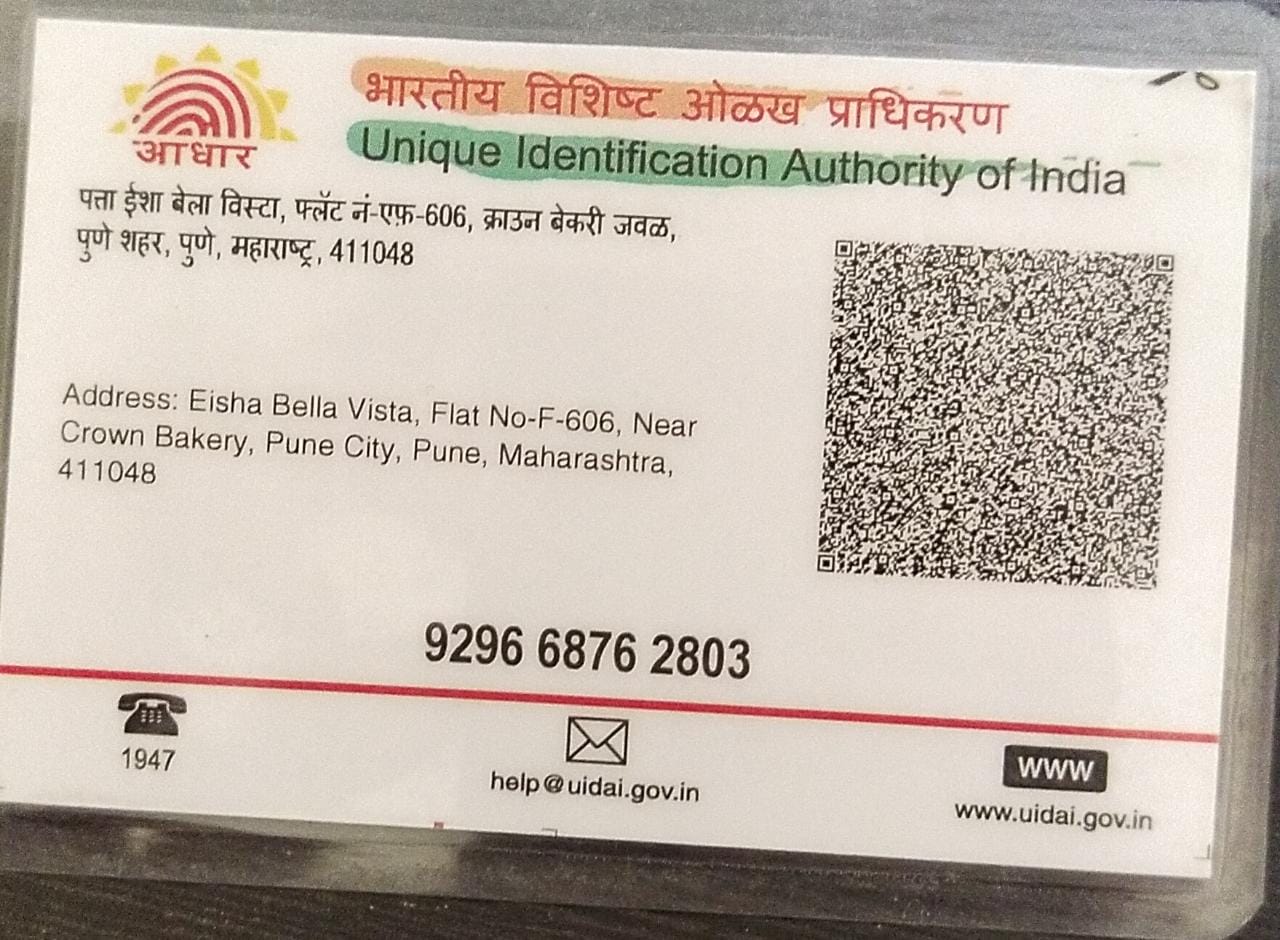 आधार
भारतीय विशिष्ट ओळख प्राधिकरण
Unique Identification Authority of India
पत्ता ईशा बेला विस्टा, फ्लॅट नं-एफ़-606, क्राउन बेकरी जवळ,
पुणे शहर, पुणे, महाराष्ट्र, 411048
Address: Eisha Bella Vista, Flat No-F-606, Near
Crown Bakery, Pune City, Pune, Maharashtra,
411048
9296 6876 2803
1947
help@uidai.gov.in
WWW
www.uidai.gov.in